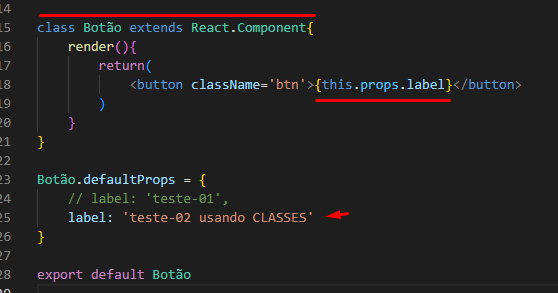 14
15 class Botão extends React.Component{
16 render(){
17 return(
18 <button className='btn'>{this.props.label}</button>
19 )
20 }
21 }
22
23 Botão.defaultProps = {
24 // label: 'teste-01',
25 label: 'teste-02 usando CLASSES'
26 }
27
28 export default Botão